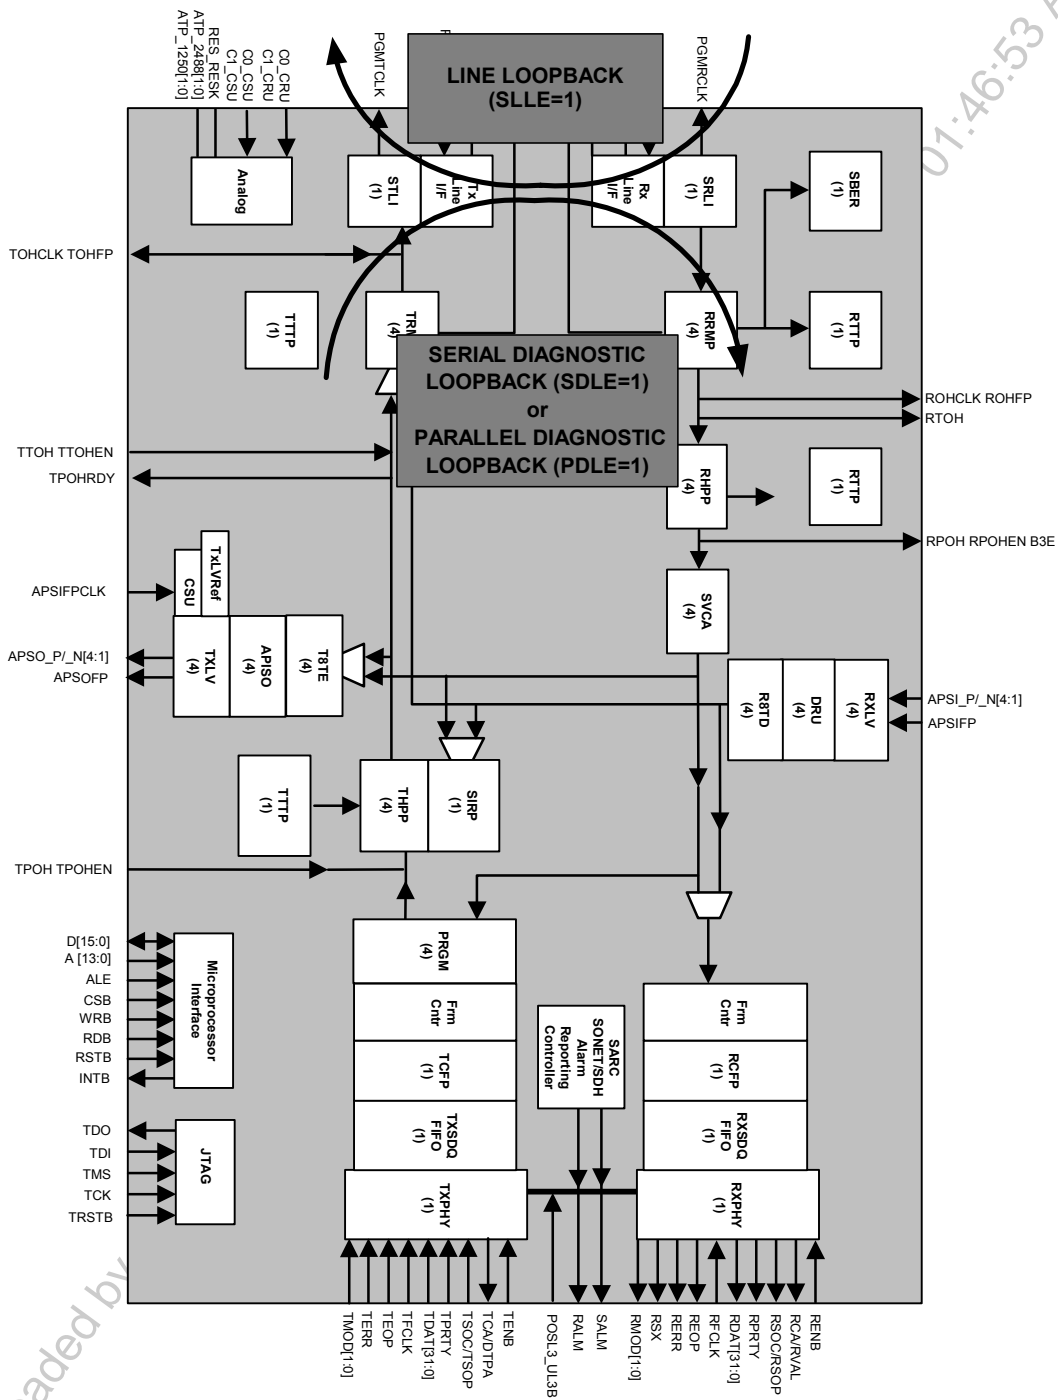 01:46:53 A
LINE LOOPBACK
(SLLE=1)
ATP_1250[1:0]
ATP_2488[1:0]
RES_RESK
C1_CSU
C0_CSU
C1_CRU
C0_CRU
PGMTCLK
PGMRCLK
Analog
STLI
(1)
Tx
Line
I/F
Rx
Line
I/F
SRLI
(1)
SBER
(1)
TOHCLK TOHFP
TTTP
(1)
RRMP
(4)
RTTP
(1)
SERIAL DIAGNOSTIC
LOOPBACK (SDLE=1)
or
PARALLEL DIAGNOSTIC
LOOPBACK (PDLE=1)
ROHCLK ROHFP
RTOH
TTOH TTOHEN
TPOHRDY
RHPP
(4)
RTTP
(1)
RPOH RPOHEN B3E
APSIFPCLK
CSU
TxLVRef
SVCA
(4)
APSO_P/_N[4:1]
APSOFP
TXLV
(4)
APISO
(4)
T8TE
(4)
R8TD
(4)
DRU
(4)
RXLV
(4)
APSI_P/_N[4:1]
APSIFP
TTTP
(1)
THPP
(4)
SIRP
(1)
TPOH TPOHEN
D[15:0]
A [13:0]
ALE
CSB
WRB
RDB
RSTB
INTB
Microprocessor
Interface
PRGM
(4)
Frm
Cntr
TCFP
(1)
TXSDQ
FIFO
(1)
TXPHY
(1)
SARC
SONET/SDH
Alarm
Reporting
Controller
Frm
Cntr
RCFP
(1)
RXSDQ
FIFO
(1)
RXPHY
(1)
TDO
TDI
TMS
TCK
TRSTB
JTAG
TMOD[1:0]
TERR
TEOP
TFCLK
TDAT[31:0]
TPRTY
TSOC/TSOP
TCA/DTPA
TENB
POSL3_UL3B
RALM
SALM
RMOD[1:0]
RSX
RERR
REOP
RFCLK
RDAT[31:0]
RPRTY
RSOC/RSOP
RCA/RVAL
RENB
aded by